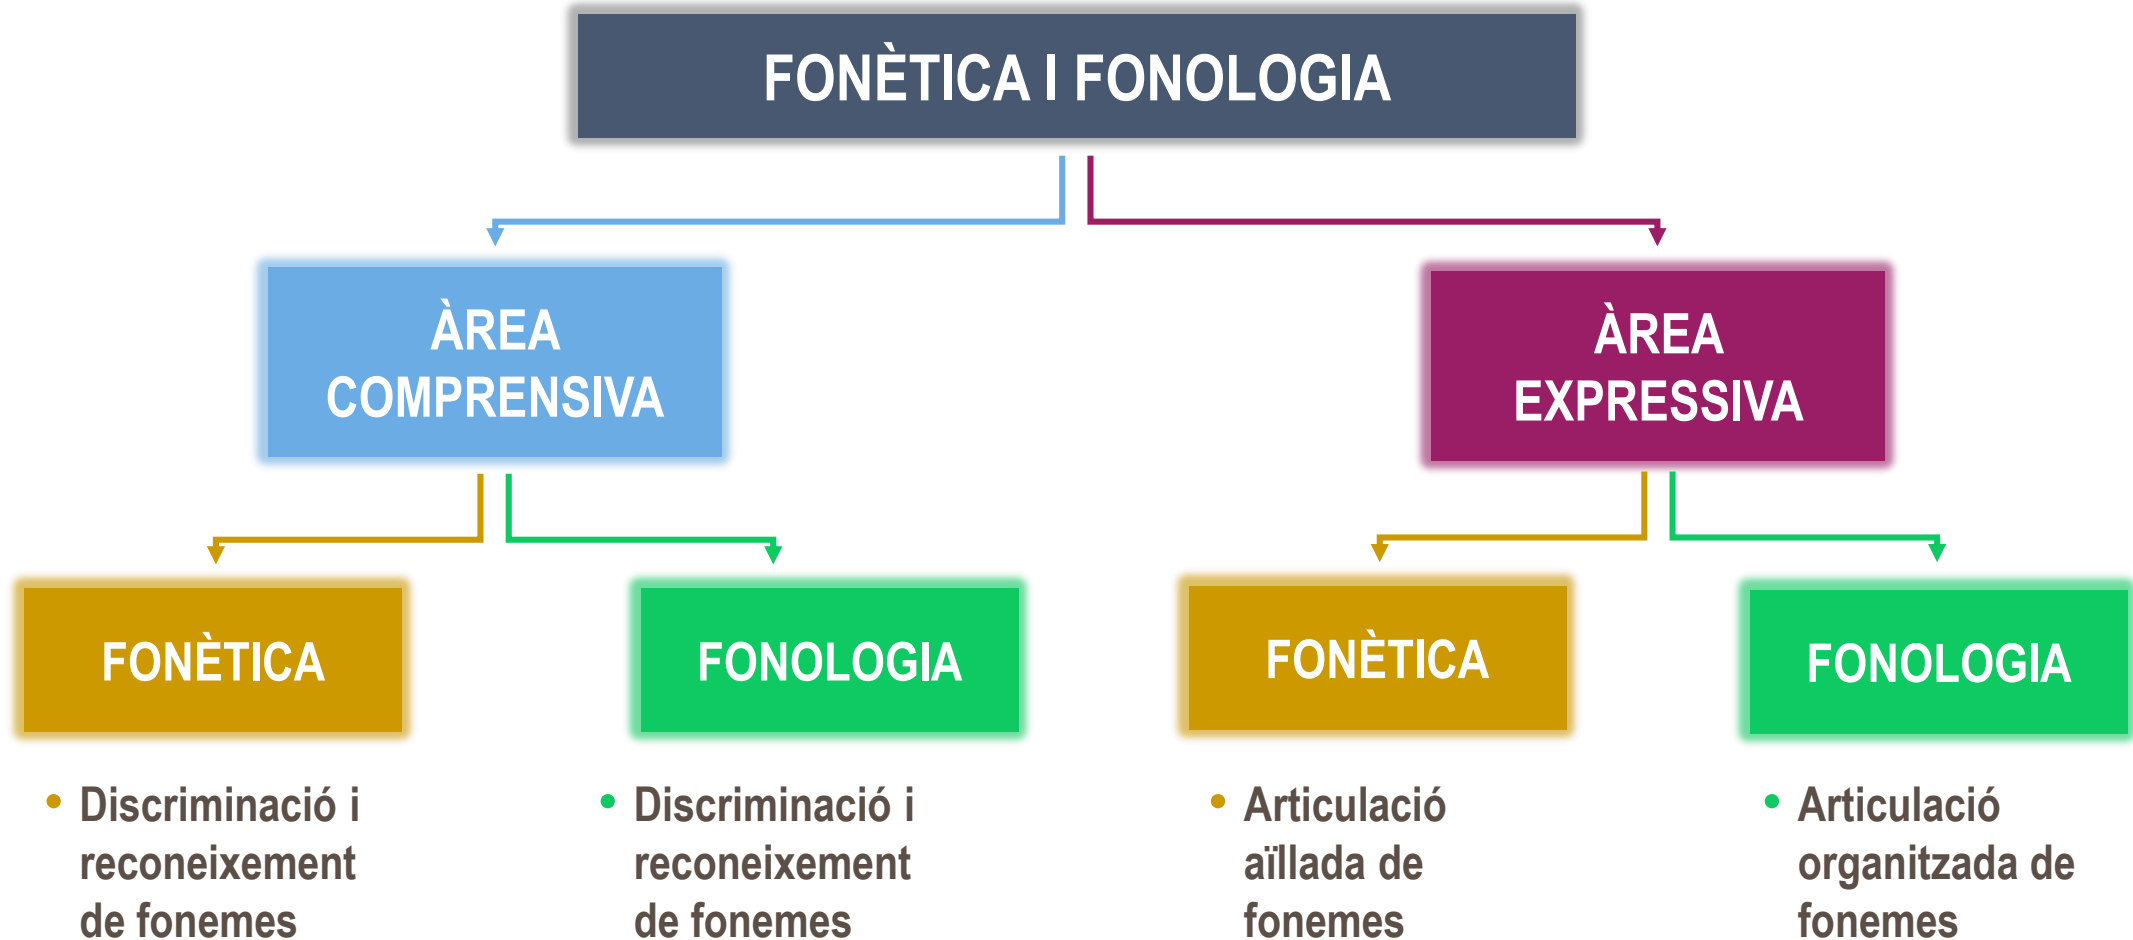 FONÈTICA I FONOLOGIA
ÀREA
COMPRENSIVA
ÀREA
EXPRESSIVA
FONÈTICA
FONOLOGIA
FONÈTICA
FONOLOGIA
• Discriminació i
reconeixement
de fonemes
• Discriminació i
reconeixement
de fonemes
• Articulació
aïllada de
fonemes
• Articulació
organitzada de
fonemes